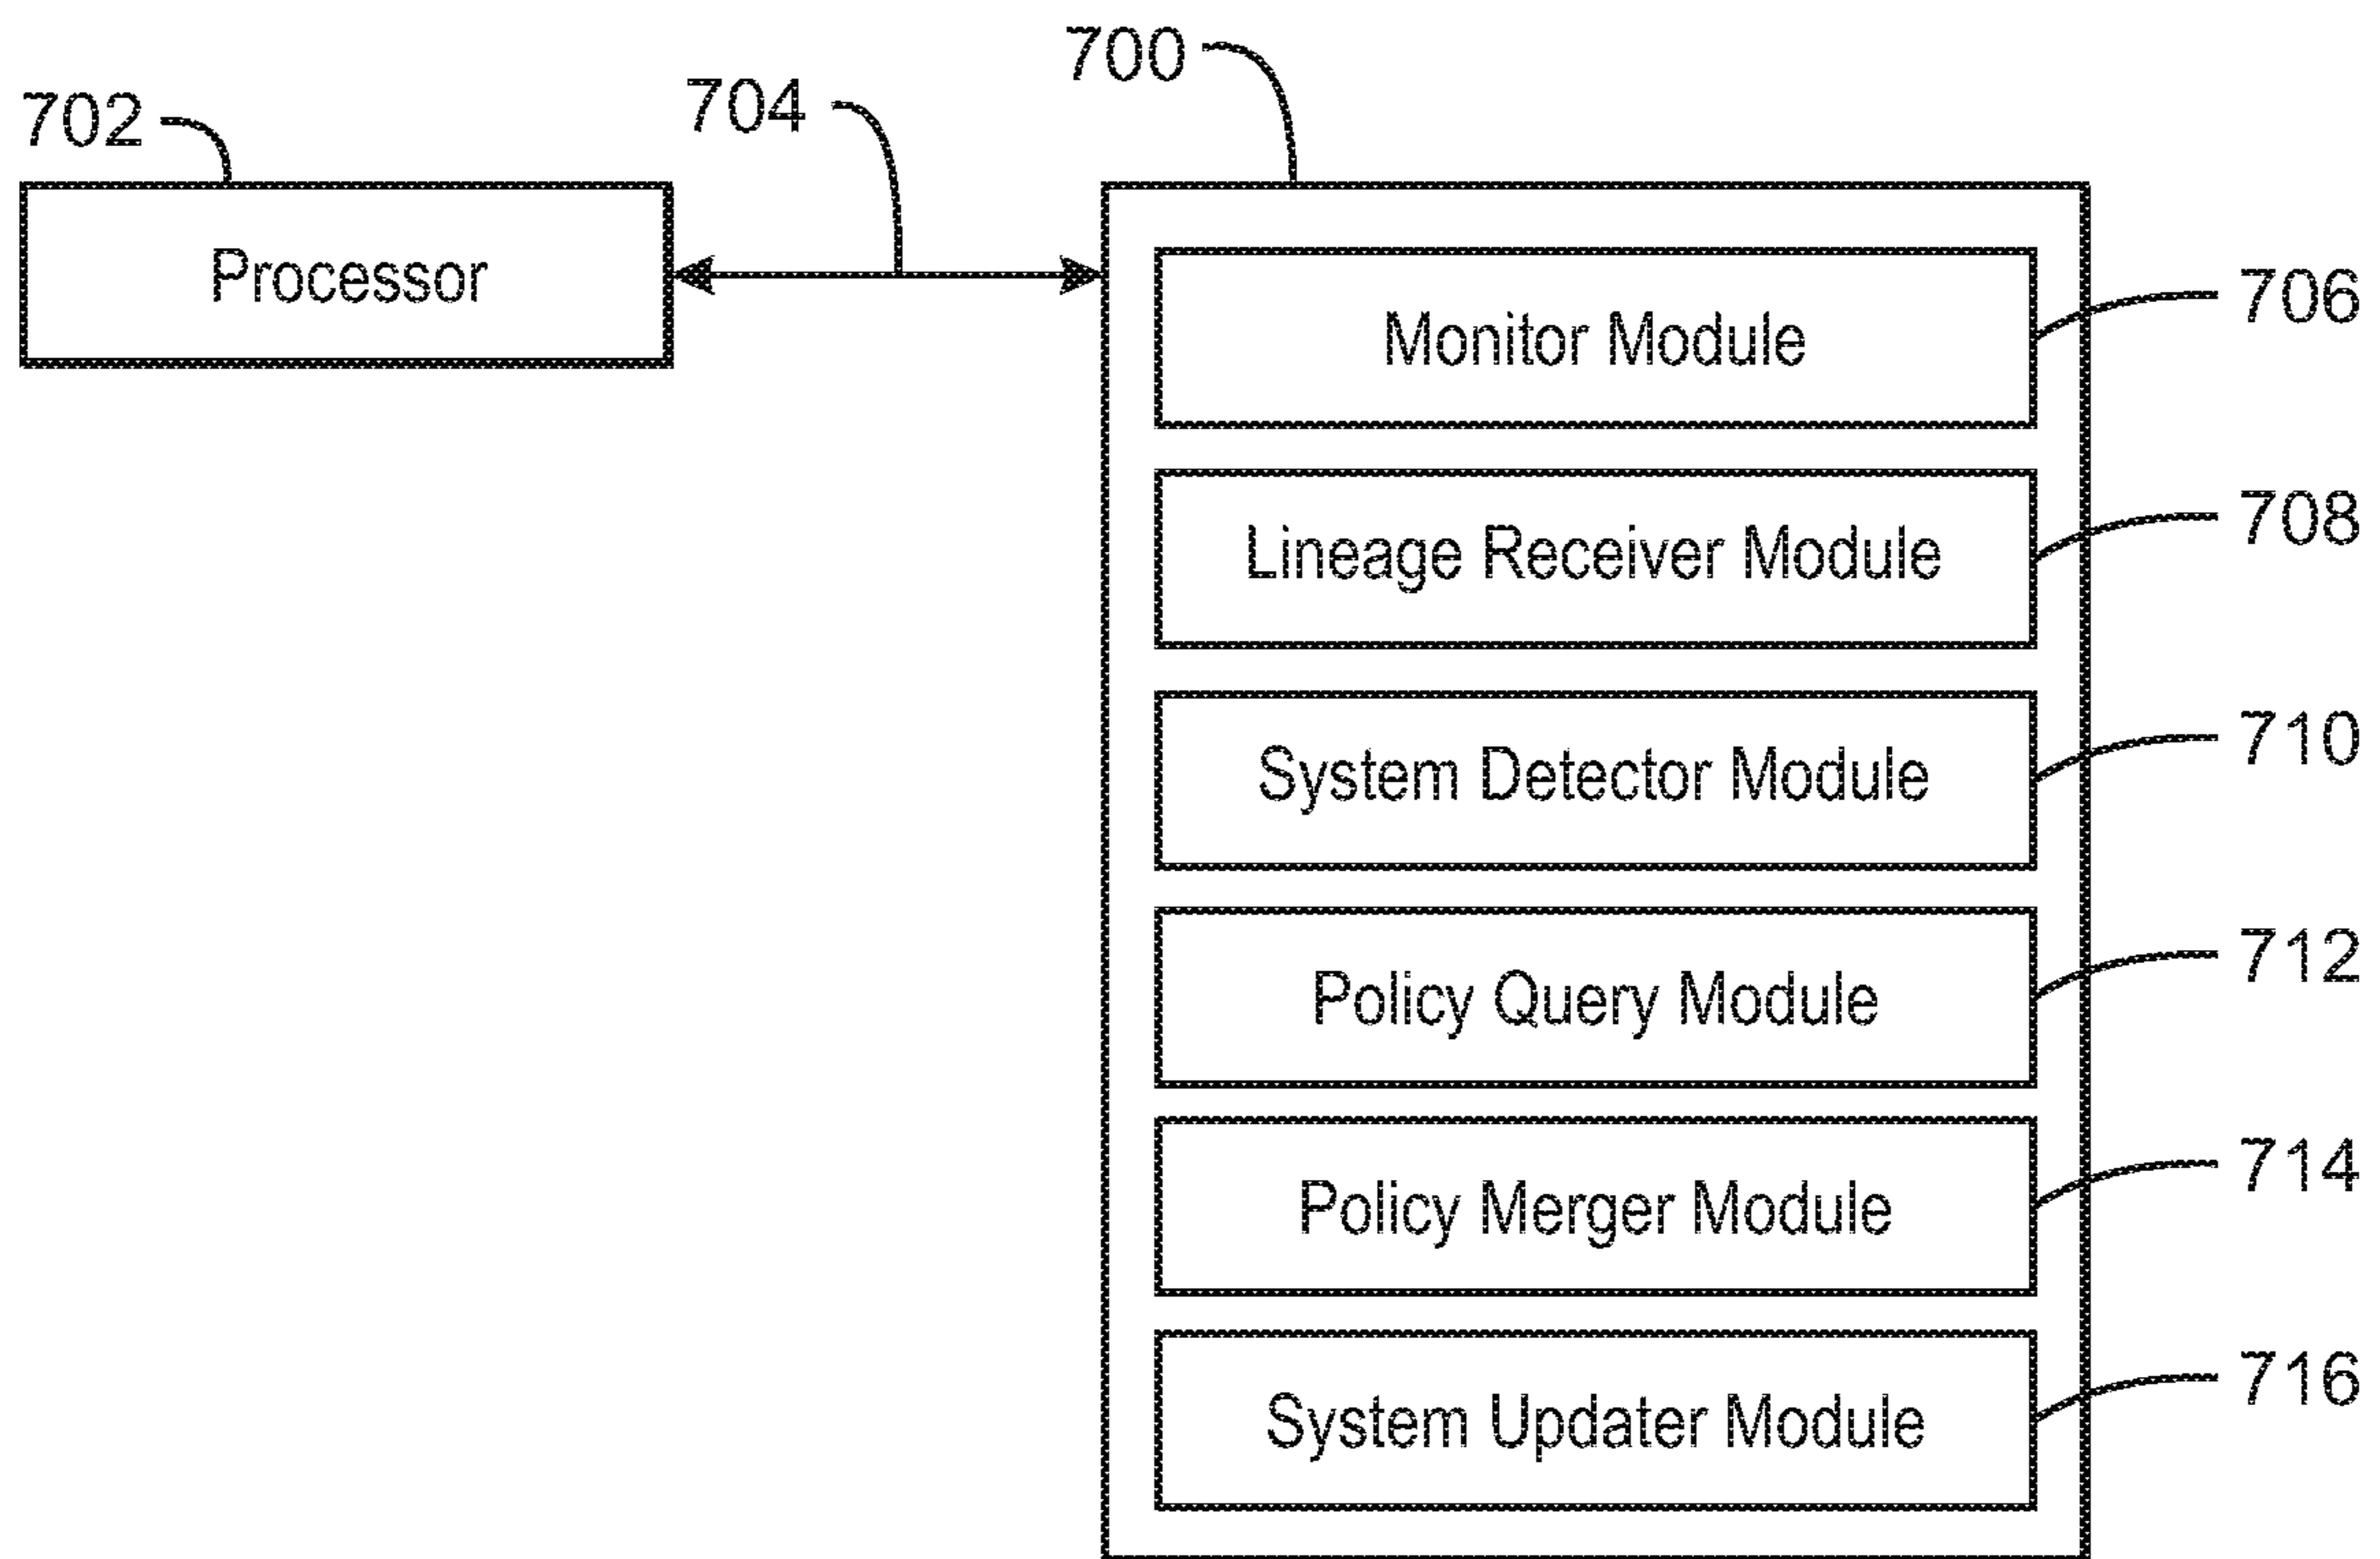 700
704
702
Processor
Monitor Module
706
Lineage Receiver Module
708
System Detector Module
710
Policy Query Module
712
Policy Merger Module
714
System Updater Module
716